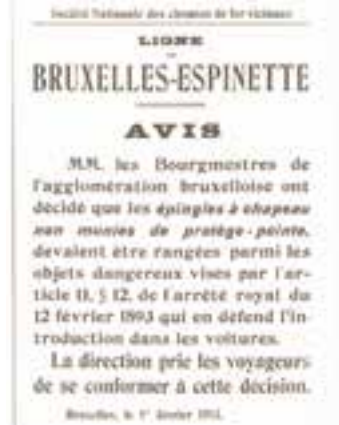 Société Nationale des chemins de fer vicinaux
LIGNE
DE
BRUXELLES-ESPINETTE
AVIS
MM. les Bourgmestres de
l'agglomération bruxelloise ont
décidé que les épingles à chapeau
non munies de protège-pointe,
devaient être rangées parmi les
objets dangereux visés par l'ar-
ticle 11, § 12, de l'arrêté royal du
12 février 1893 qui en défend l'in-
troduction dans les voitures.
La direction prie les voyageurs
de se conformer à cette décision.
Bruxelles, le 1er février